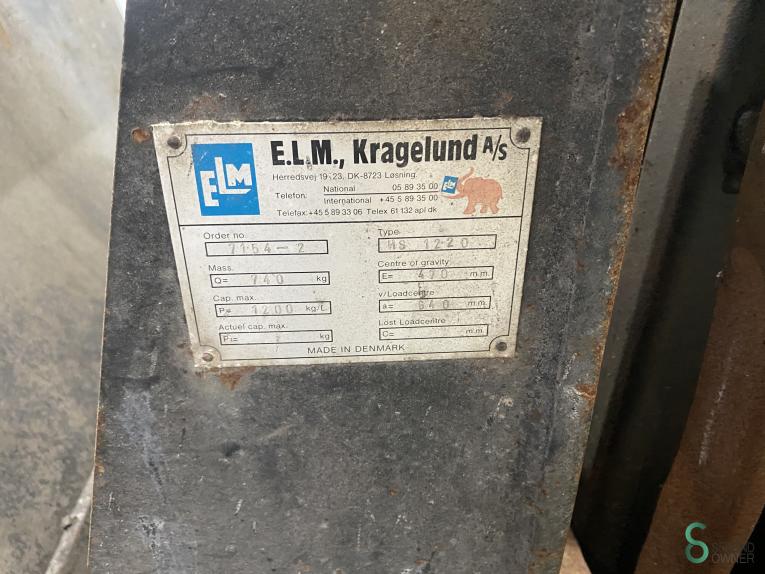 ELM
E.L.M., Kragelund A/s
Herredsvej 19-23, DK-8723 Løsning.
Telefon: National 05 89 35 00
International +45 5 89 35 00
Telefax: +45 5 89 33 06 Telex 61 132 apl dk
Order no. Type
7154-2 HS 1220
Mass. Centre of gravity
Q= 740 kg E= 470 m.m.
Cap. max. v/Loadcentre
P= 1200 kg/L a= 640 m.m.
Actuel cap. max. Lost Loadcentre
P1= kg C= m.m.
MADE IN DENMARK
SECOND OWNER